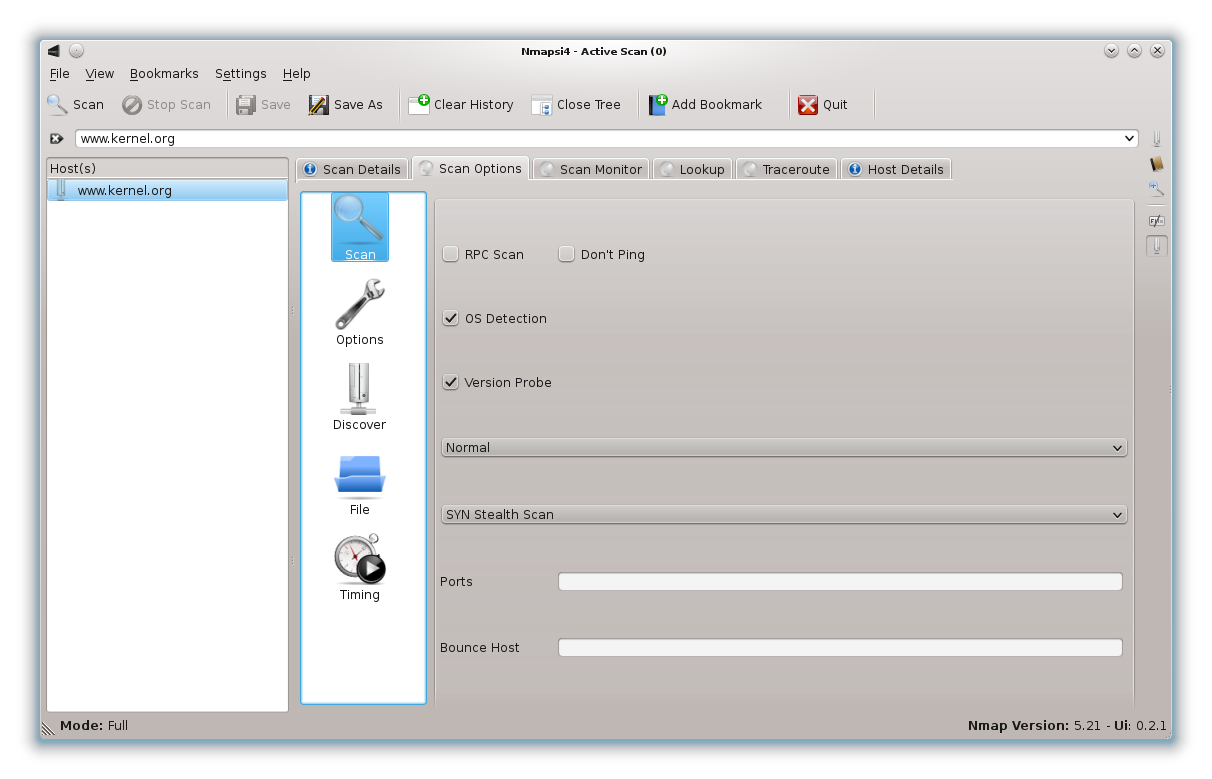 Nmapsi4 - Active Scan (0)
File View Bookmarks Settings Help
Scan Stop Scan Save Save As Clear History Close Tree Add Bookmark Quit
www.kernel.org
Host(s)
www.kernel.org
Scan Details Scan Options Scan Monitor Lookup Traceroute Host Details
Scan
Options
Discover
File
Timing
RPC Scan Don't Ping
OS Detection
Version Probe
Normal
SYN Stealth Scan
Ports
Bounce Host
Mode: Full
Nmap Version: 5.21 - Ui: 0.2.1